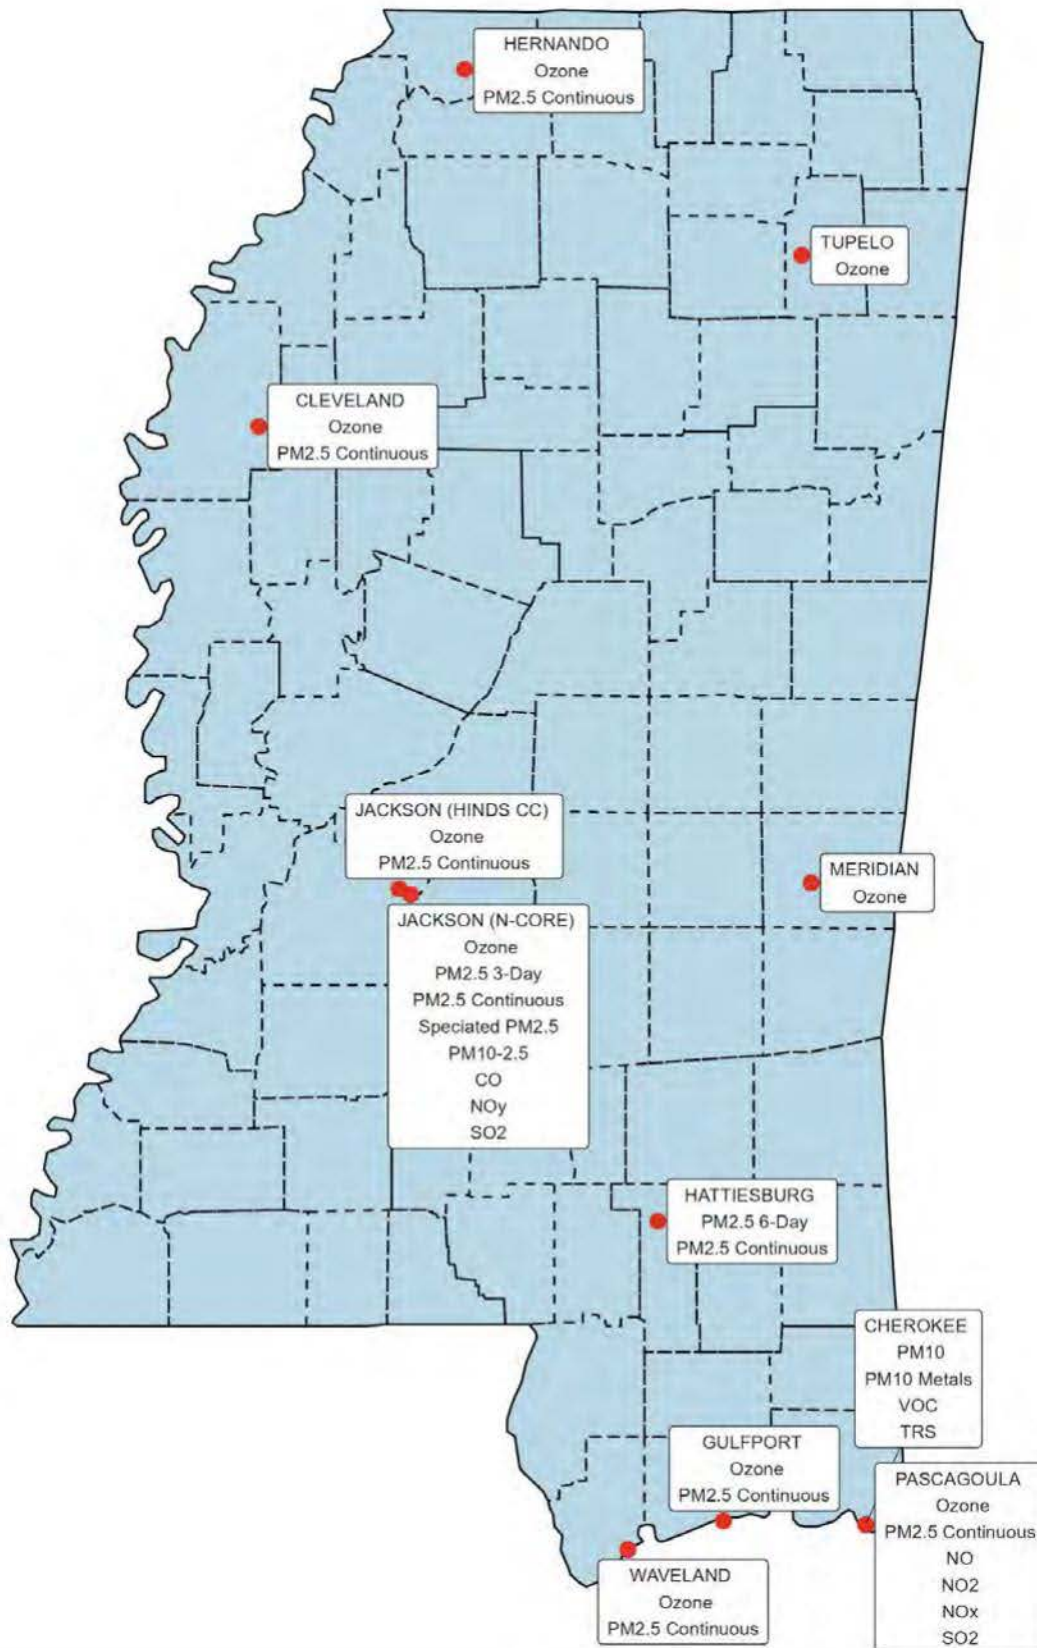 HERNANDO
Ozone
PM2.5 Continuous
TUPELO
Ozone
CLEVELAND
Ozone
PM2.5 Continuous
JACKSON (HINDS CC)
Ozone
PM2.5 Continuous
MERIDIAN
Ozone
JACKSON (N-CORE)
Ozone
PM2.5 3-Day
PM2.5 Continuous
Speciated PM2.5
PM10-2.5
CO
NOy
SO2
HATTIESBURG
PM2.5 6-Day
PM2.5 Continuous
CHEROKEE
PM10
PM10 Metals
VOC
TRS
GULFPORT
Ozone
PM2.5 Continuous
PASCAGOULA
Ozone
PM2.5 Continuous
NO
NO2
NOx
SO2
WAVELAND
Ozone
PM2.5 Continuous